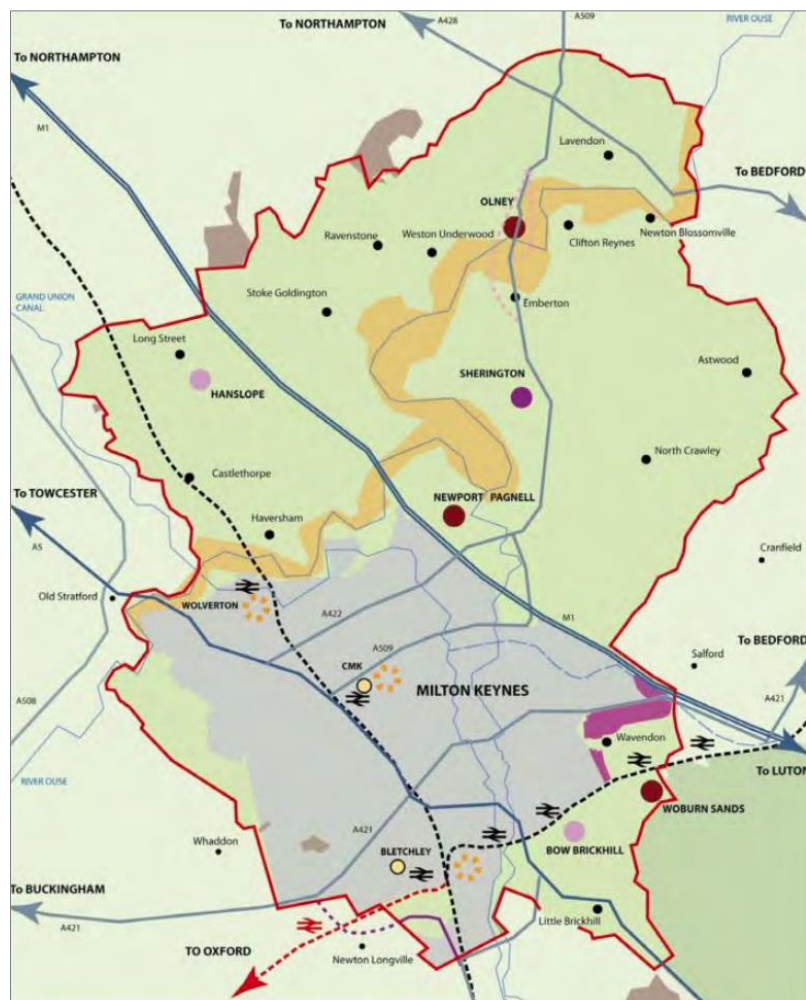 To NORTHAMPTON
A428
A509
RIVER OUSE
To NORTHAMPTON
M1
Lavendon
To BEDFORD
OLNEY
Ravenstone
Weston Underwood
Clifton Reynes
Newton Blossomville
GRAND UNION
CANAL
Stoke Goldington
Emberton
Long Street
HANSLOPE
SHERINGTON
Astwood
Castlethorpe
North Crawley
To TOWCESTER
NEWPORT PAGNELL
Haversham
A5
Cranfield
Old Stratford
WOLVERTON
A422
M1
To BEDFORD
A509
Salford
CMK
MILTON KEYNES
A508
A421
Wavendon
RIVER OUSE
To LUTON
WOBURN SANDS
A421
Whaddon
BLETCHLEY
BOW BRICKHILL
To BUCKINGHAM
A421
Little Brickhill
TO OXFORD
Newton Longville